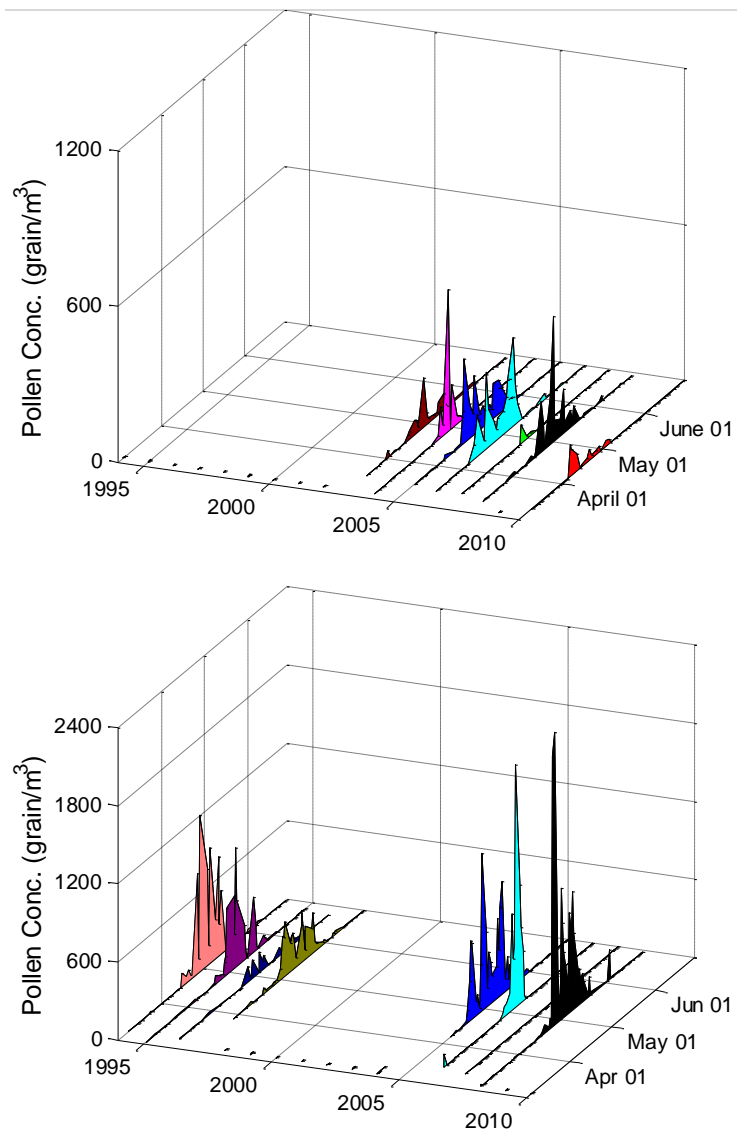 1200
600
0
Pollen Conc. (grain/m³)
1995
2000
2005
2010
April 01
May 01
June 01
2400
1800
1200
600
0
Pollen Conc. (grain/m³)
1995
2000
2005
2010
Apr 01
May 01
Jun 01